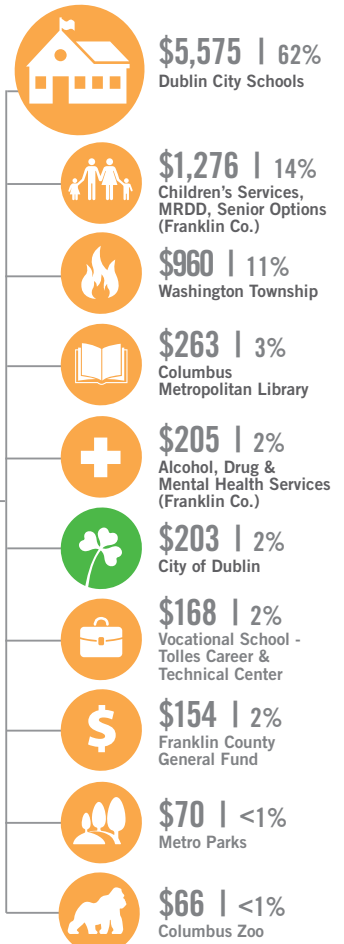 $5,575 | 62%
Dublin City Schools
$1,276 | 14%
Children's Services,
MRDD, Senior Options
(Franklin Co.)
$960 | 11%
Washington Township
$263 | 3%
Columbus
Metropolitan Library
$205 | 2%
Alcohol, Drug &
Mental Health Services
(Franklin Co.)
$203 | 2%
City of Dublin
$168 | 2%
Vocational School -
Tolles Career &
Technical Center
$
$154 | 2%
Franklin County
General Fund
$70 | <1%
Metro Parks
$66 | <1%
Columbus Zoo